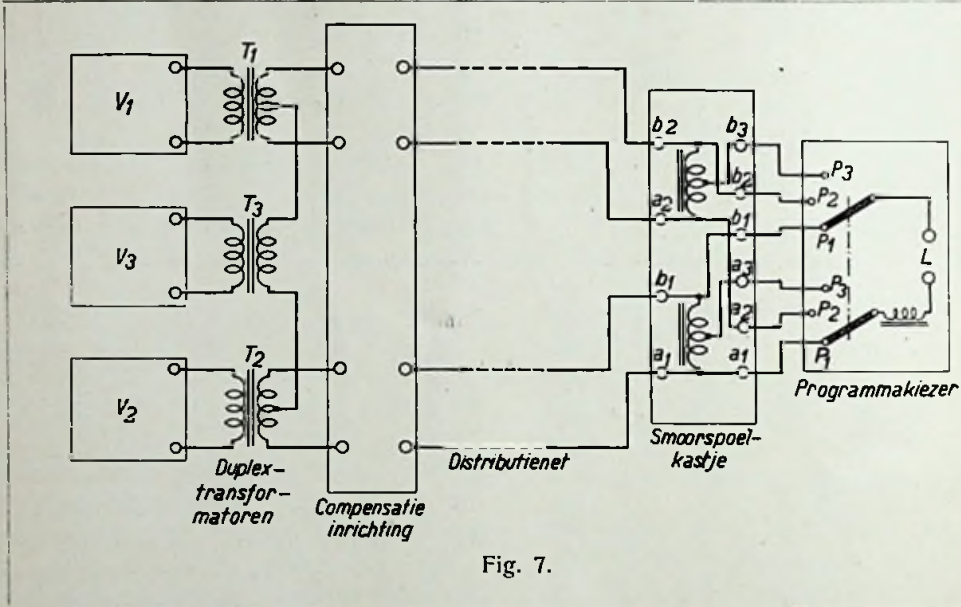 V1
T1
V3
T3
V2
T2
Duplex-
transfor-
matoren
Compensatie
inrichting
Distributienet
b2
a2
b1
a1
b3
b2
b1
a3
a2
a1
Smoorspoel-
kastje
P3
P2
P1
P3
P2
P1
L
Programmakiezer
Fig. 7.